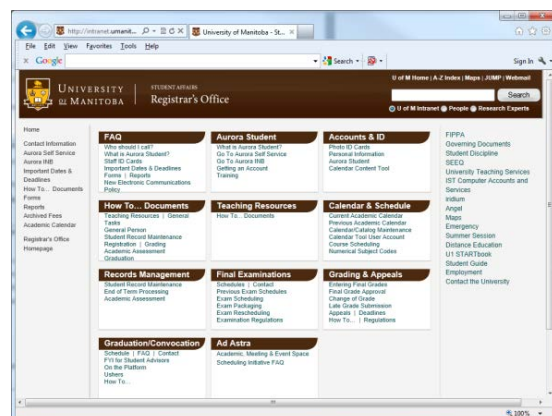 http://intranet.umanit...
University of Manitoba - St...
File Edit View Favorites Tools Help
x Google
Search
Sign In
U of M Home | A-Z Index | Maps | JUMP | Webmail
UNIVERSITY
OF MANITOBA
STUDENT AFFAIRS
Registrar's Office
Search
U of M Intranet People Research Experts
Home
Contact Information
Aurora Self Service
Aurora INB
Important Dates &
Deadlines
How To... Documents
Forms
Reports
Archived Fees
Academic Calendar
Registrar's Office
Homepage
FAQ
Who should I call?
What is Aurora Student?
Staff ID Cards
Important Dates & Deadlines
Forms | Reports
New Electronic Communications
Policy
Aurora Student
What is Aurora Student?
Go To Aurora Self Service
Go To Aurora INB
Getting an Account
Training
Accounts & ID
Photo ID Cards
Personal Information
Aurora Student
Calendar Content Tool
How To... Documents
Teaching Resources | General
Tasks
General Person
Student Record Maintenance
Registration | Grading
Academic Assessment
Graduation
Teaching Resources
How To... Documents
Calendar & Schedule
Current Academic Calendar
Previous Academic Calendar
Calendar/Catalog Maintenance
Calendar Tool User Account
Course Scheduling
Numerical Subject Codes
Records Management
Student Record Maintenance
End of Term Processing
Academic Assessment
Final Examinations
Schedules | Contact
Previous Exam Schedules
Exam Scheduling
Exam Packaging
Exam Rescheduling
Examination Regulations
Grading & Appeals
Entering Final Grades
Final Grade Approval
Change of Grade
Late Grade Submission
Appeals | Deadlines
How To... | Regulations
Graduation/Convocation
Schedule | FAQ | Contact
FYI for Student Advisors
On the Platform
Ushers
How To...
Ad Astra
Academic, Meeting & Event Space
Scheduling Initiative FAQ
FIPPA
Governing Documents
Student Discipline
SEEQ
University Teaching Services
IST Computer Accounts and
Services
iridium
Angel
Maps
Emergency
Summer Session
Distance Education
U1 STARTbook
Student Guide
Employment
Contact the University
100%